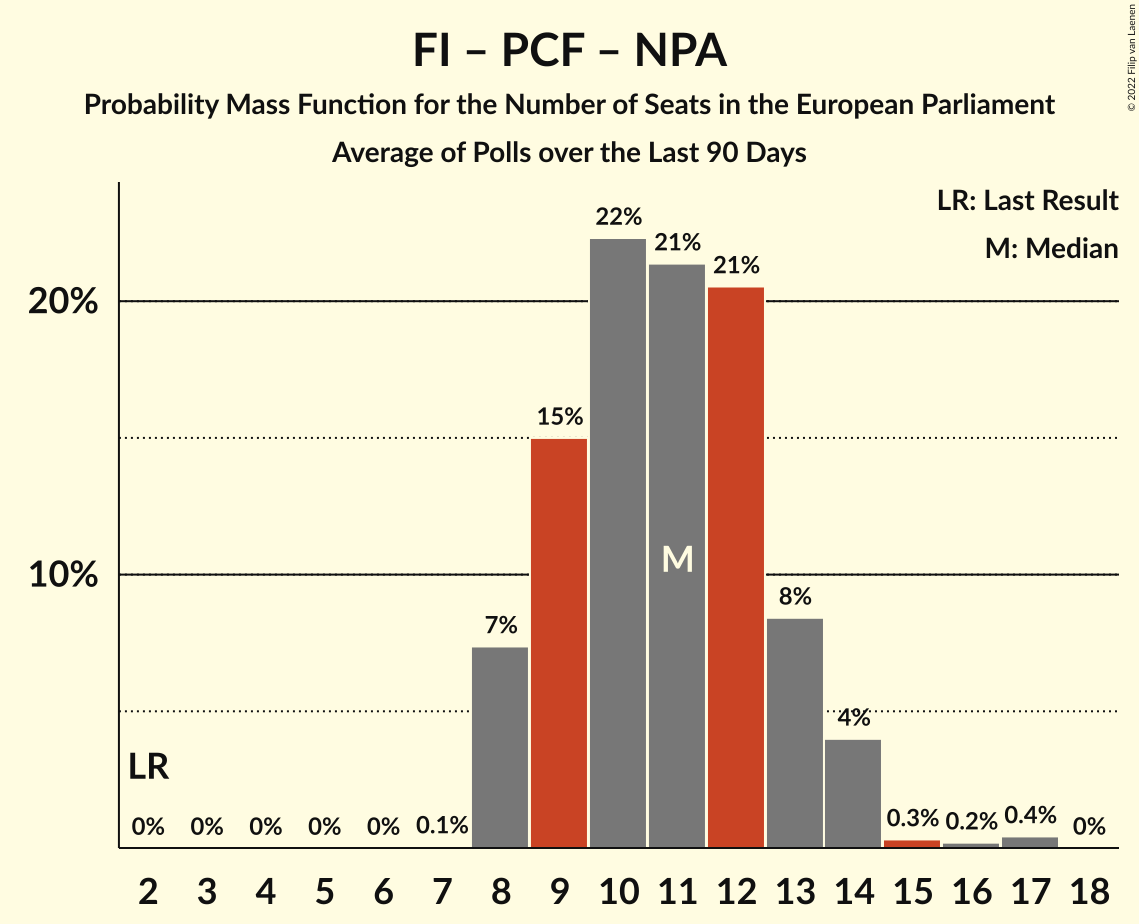 FI – PCF – NPA
Probability Mass Function for the Number of Seats in the European Parliament
Average of Polls over the Last 90 Days
© 2022 Filip van Laenen
LR: Last Result
M: Median
22%
21%
21%
20%
15%
M
10%
8%
7%
4%
LR
0% 0% 0% 0% 0% 0.1% 0.3% 0.2% 0.4% 0%
2 3 4 5 6 7 8 9 10 11 12 13 14 15 16 17 18